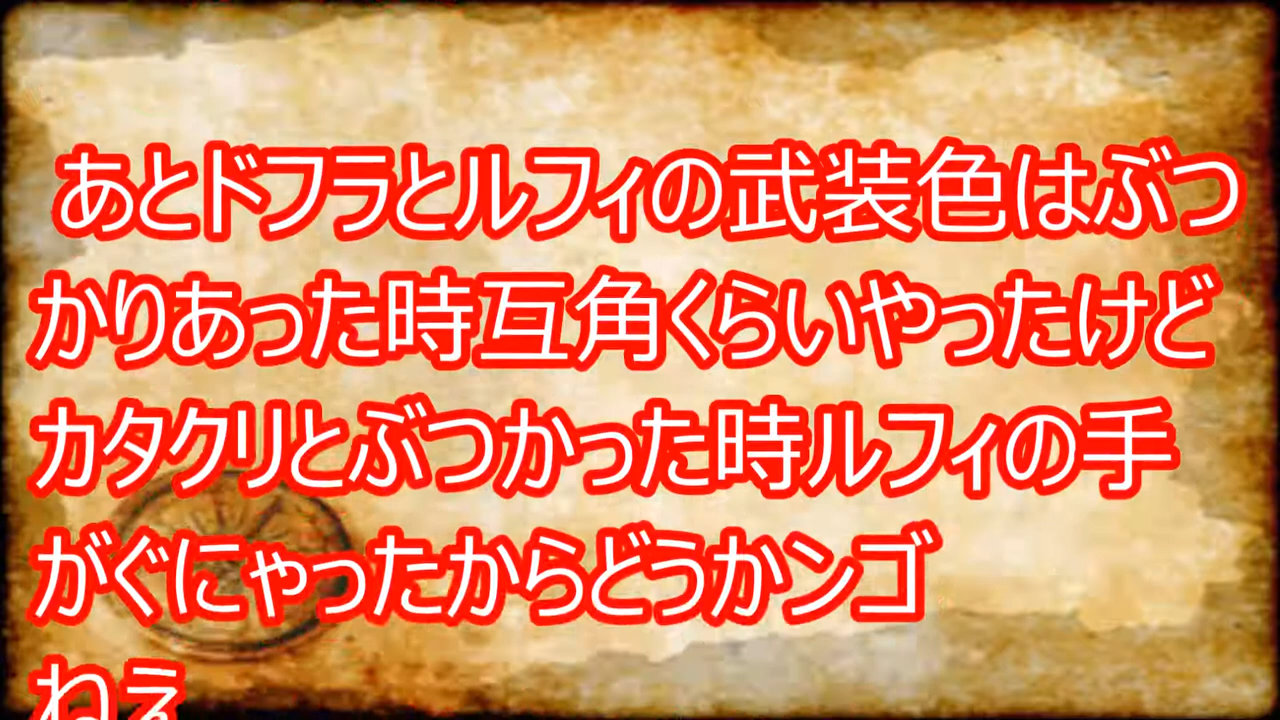 あとドフラとルフィの武装色はぶつ
かりあった時互角くらいやったけど
カタクリとぶつかった時ルフィの手
がぐにゃったからどうかンゴ
ねえ